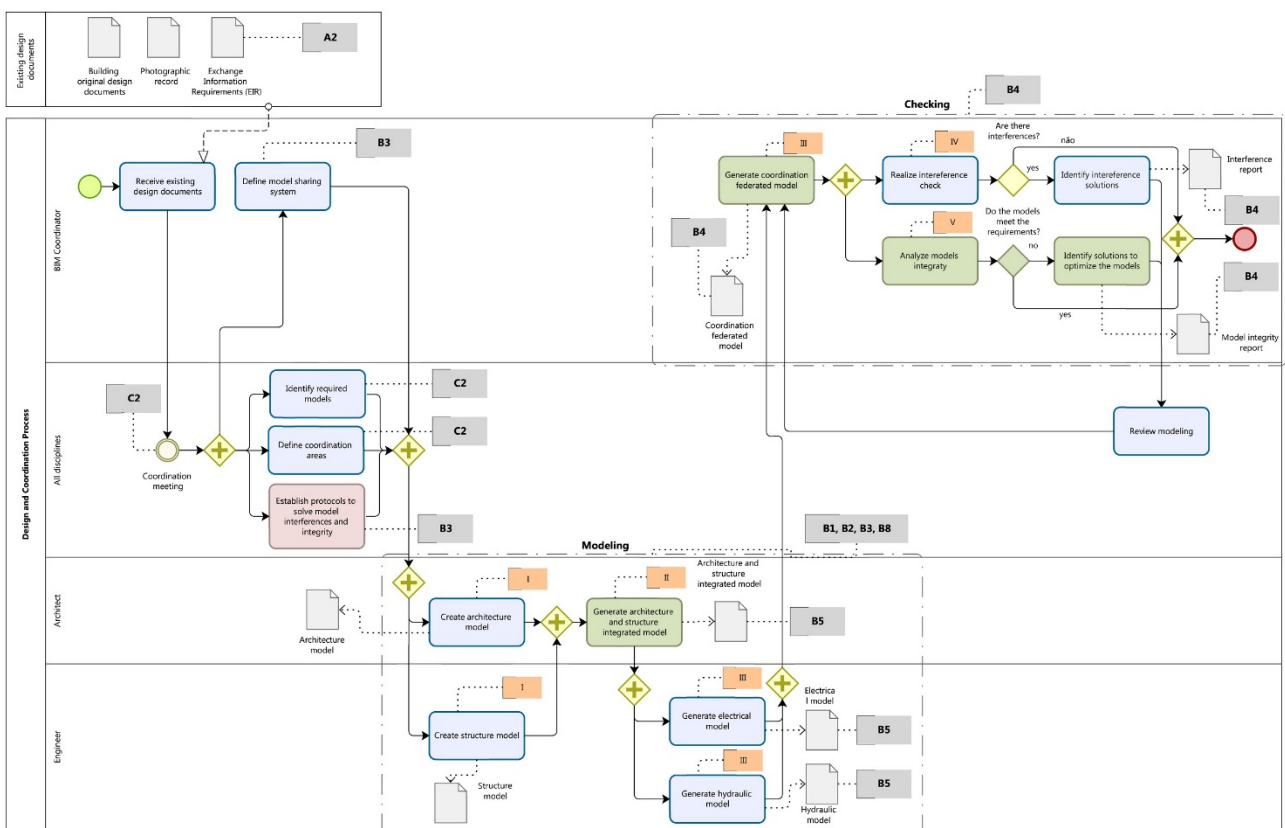 Existing design
documents
Building
original design
documents
Photographic
record
Exchange
Information
Requirements (EIR)
A2
Design and Coordination Process
BIM Coordinator
Receive existing
design documents
Define model sharing
system
B3
Checking
B4
Generate coordination
federated model
III
B4
Coordination
federated model
Realize intereference
check
IV
Are there
interferences?
não
yes
Identify intereference
solutions
Interference
report
B4
Analyze models
integraty
V
Do the models
meet the
requirements?
no
yes
Identify solutions to
optimize the models
B4
Model integrity
report
All disciplines
C2
Coordination
meeting
Identify required
models
C2
Define coordination
areas
C2
Establish protocols to
solve model
interferences and
integrity
B3
Review modeling
Modeling
B1, B2, B3, B8
Architect
Architecture
model
Create architecture
model
I
Generate architecture
and structure
integrated model
II
Architecture and
structure
integrated model
B5
Engineer
Create structure model
I
Structure
model
Generate electrical
model
III
Electrica
l model
B5
Generate hydraulic
model
III
Hydraulic
model
B5